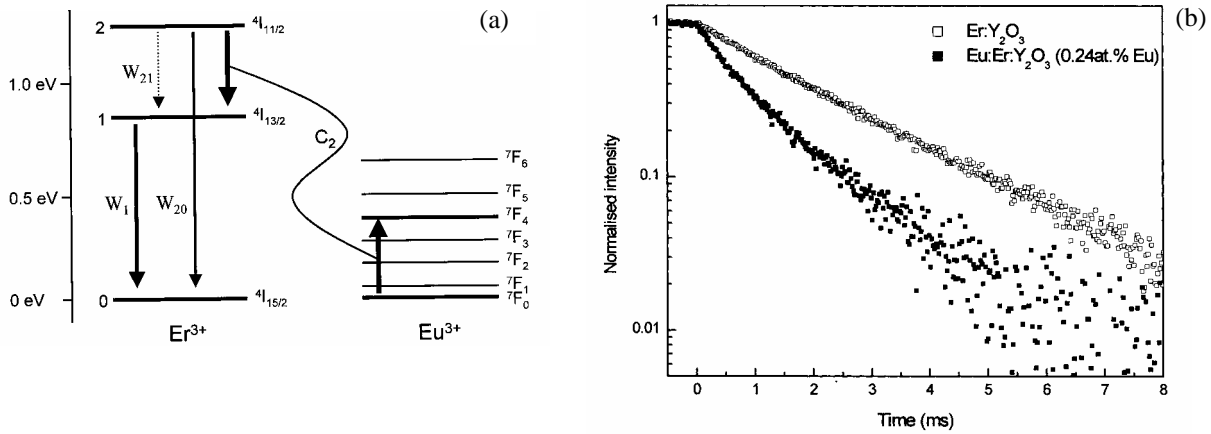 (a)
2
⁴I₁₁/₂
W₂₁
1.0 eV
1
⁴I₁₃/₂
C₂
⁷F₆
0.5 eV
⁷F₅
W₁
W₂₀
⁷F₄
⁷F₃
⁷F₂
⁷F₁
0 eV
0
⁴I₁₅/₂
⁷F₀
Er³⁺
Eu³⁺
(b)
Er:Y₂O₃
Eu:Er:Y₂O₃ (0.24at.% Eu)
Normalised intensity
1
0.1
0.01
0 1 2 3 4 5 6 7 8
Time (ms)